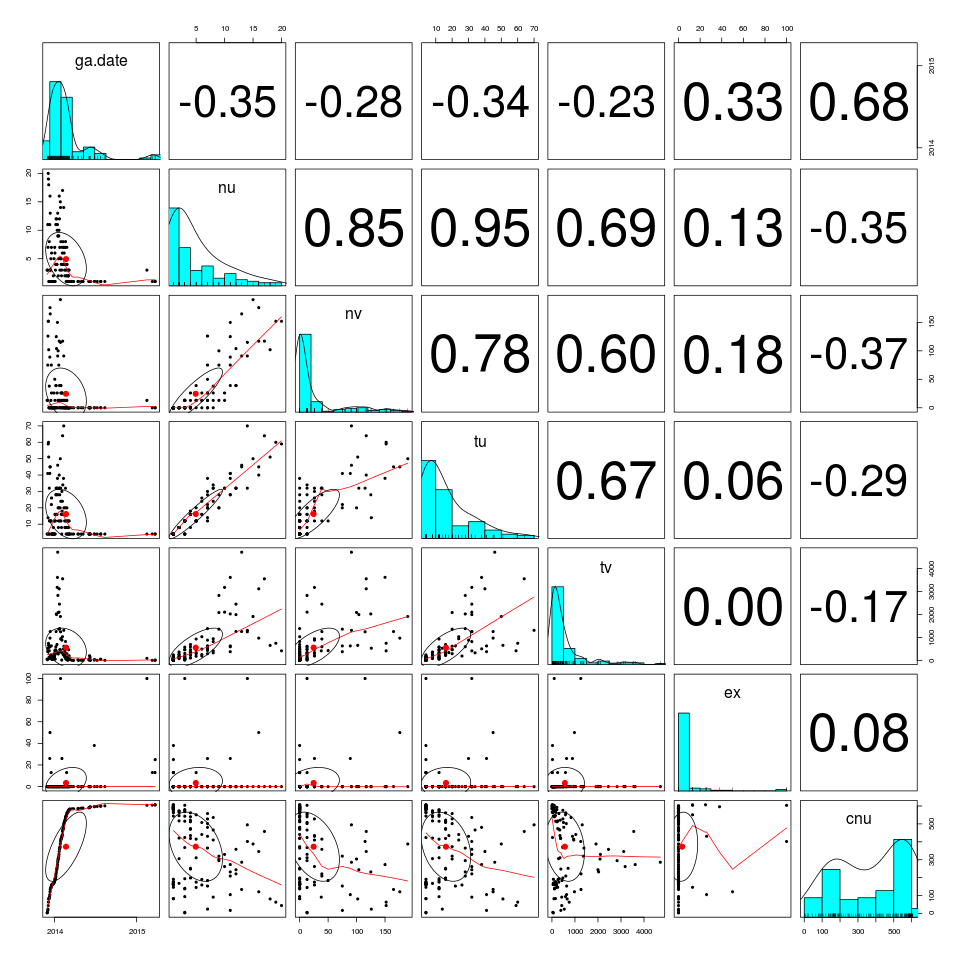 5 10 15 20
10 20 30 40 50 60 70
0 20 40 60 80 100
ga.date
-0.35
-0.28
-0.34
-0.23
0.33
0.68
2014 2015
5 10 15 20
nu
0.85
0.95
0.69
0.13
-0.35
nv
0.78
0.60
0.18
-0.37
0 50 100 150
10 20 30 40 50 60 70
tu
0.67
0.06
-0.29
tv
0.00
-0.17
0 1000 2000 3000 4000
0 20 40 60 80 100
ex
0.08
cnu
0 100 300 500
2014 2015
0 50 100 150
0 1000 2000 3000 4000
0 100 300 500